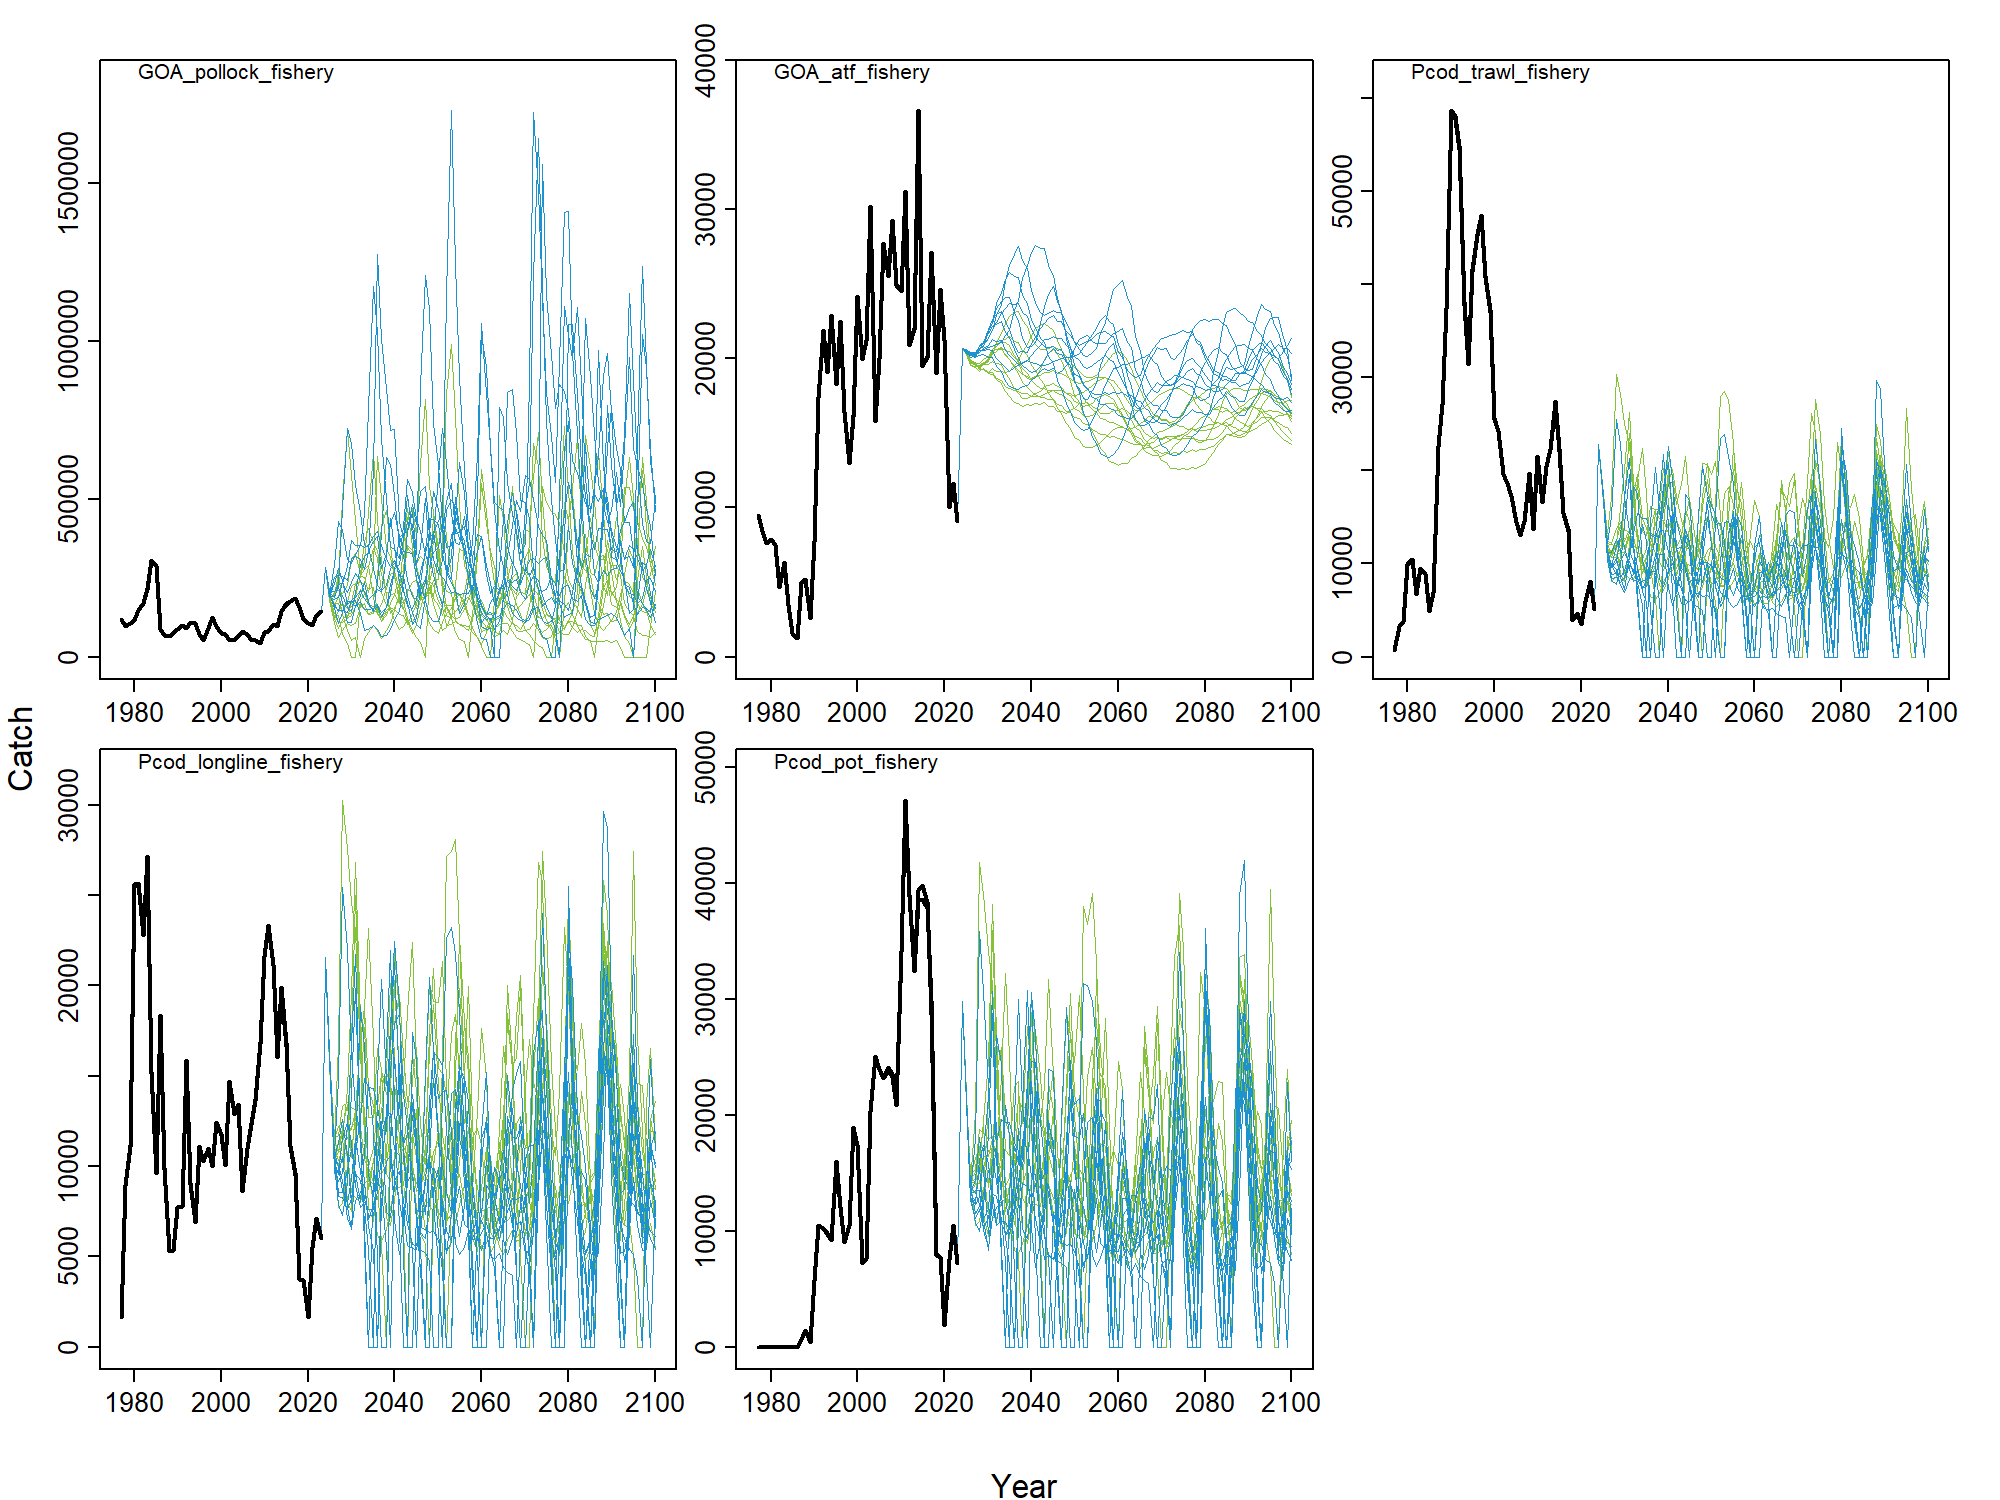 GOA_pollock_fishery
0 500000 1000000 1500000
1980 2000 2020 2040 2060 2080 2100
GOA_atf_fishery
0 10000 20000 30000 40000
1980 2000 2020 2040 2060 2080 2100
Pcod_trawl_fishery
0 10000 30000 50000
1980 2000 2020 2040 2060 2080 2100
Catch
Pcod_longline_fishery
0 5000 10000 20000 30000
1980 2000 2020 2040 2060 2080 2100
Pcod_pot_fishery
0 10000 20000 30000 40000 50000
1980 2000 2020 2040 2060 2080 2100
Year